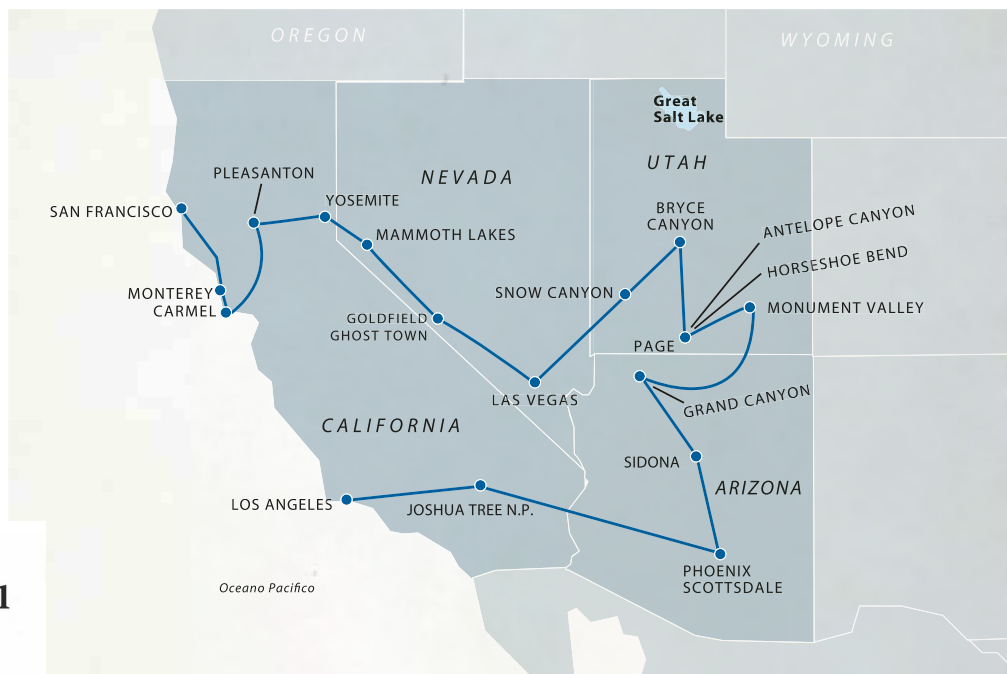 OREGON
WYOMING
Great
Salt Lake
UTAH
PLEASANTON
NEVADA
YOSEMITE
SAN FRANCISCO
BRYCE
CANYON
ANTELOPE CANYON
MAMMOTH LAKES
HORSESHOE BEND
MONTEREY
CARMEL
SNOW CANYON
MONUMENT VALLEY
GOLDFIELD
GHOST TOWN
PAGE
LAS VEGAS
GRAND CANYON
CALIFORNIA
SIDONA
ARIZONA
LOS ANGELES
JOSHUA TREE N.P.
PHOENIX
SCOTTSDALE
Oceano Pacifico
1